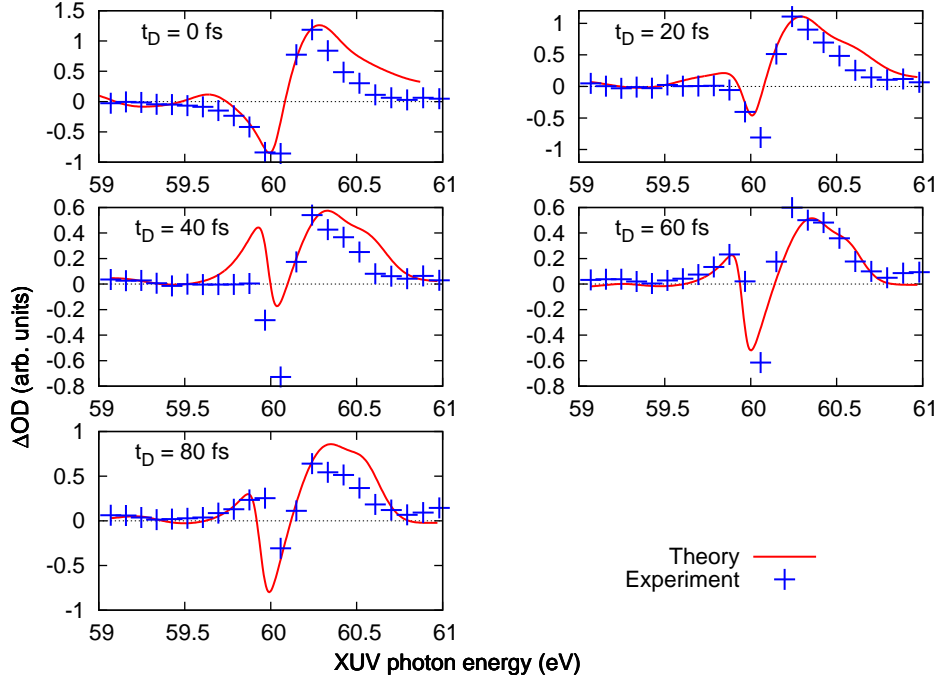 1.5
1
0.5
0
-0.5
-1
t_D = 0 fs
59 59.5 60 60.5 61
1
0.5
0
-0.5
-1
t_D = 20 fs
59 59.5 60 60.5 61
0.6
0.4
0.2
0
-0.2
-0.4
-0.6
-0.8
t_D = 40 fs
59 59.5 60 60.5 61
0.6
0.4
0.2
0
-0.2
-0.4
-0.6
-0.8
t_D = 60 fs
59 59.5 60 60.5 61
ΔOD (arb. units)
1
0.5
0
-0.5
-1
t_D = 80 fs
59 59.5 60 60.5 61
XUV photon energy (eV)
Theory
Experiment